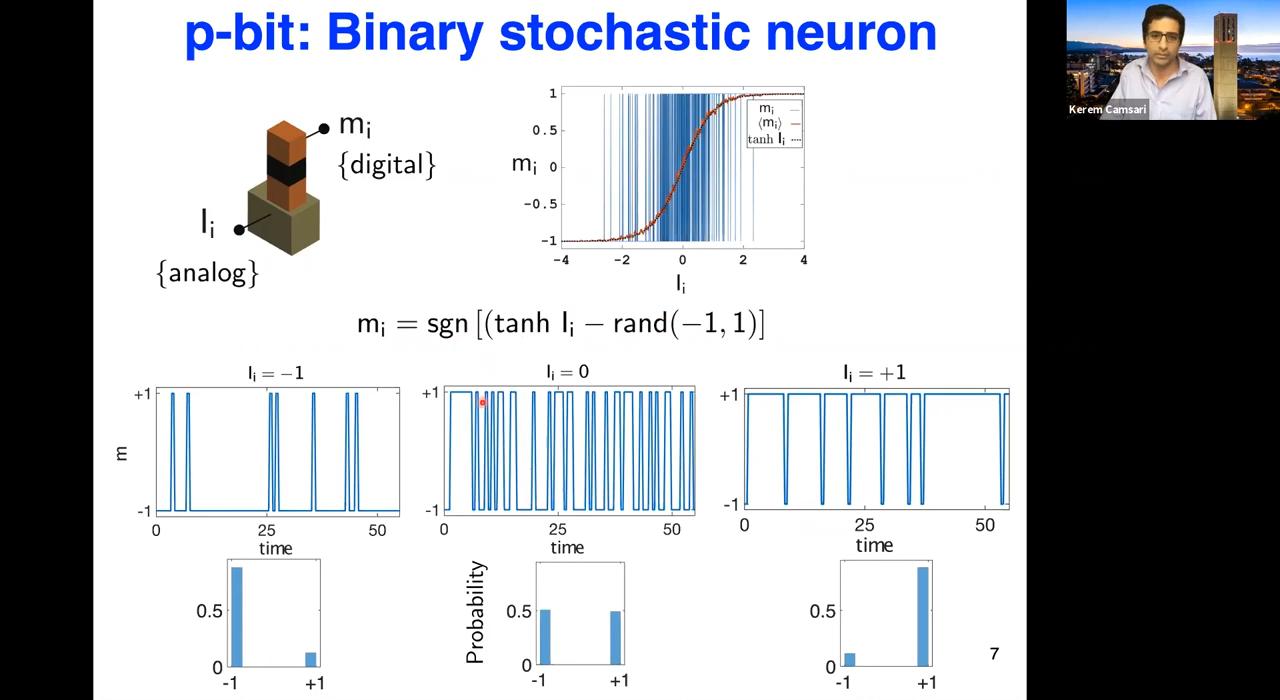 p-bit: Binary stochastic neuron
Kerem Camsari
mᵢ
{digital}
Iᵢ
{analog}
mᵢ
1
0.5
0
-0.5
-1
-4 -2 0 2 4
Iᵢ
mᵢ
⟨mᵢ⟩
tanh Iᵢ
mᵢ = sgn [(tanh Iᵢ − rand(−1, 1)]
Iᵢ = −1
+1
m
-1
0 25 50
time
Iᵢ = 0
+1
-1
0 25 50
time
Iᵢ = +1
+1
-1
0 25 50
time
0.5
0
-1 +1
Probability
0.5
0
-1 +1
0.5
0
-1 +1
7